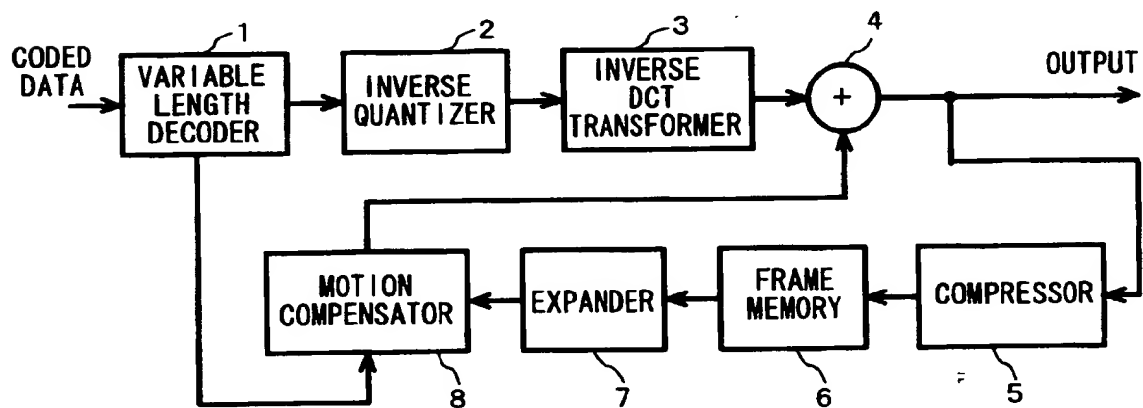 1
2
3
4
CODED
DATA
VARIABLE
LENGTH
DECODER
INVERSE
QUANTIZER
INVERSE
DCT
TRANSFORMER
+
OUTPUT
MOTION
COMPENSATOR
EXPANDER
FRAME
MEMORY
COMPRESSOR
8
7
6
5